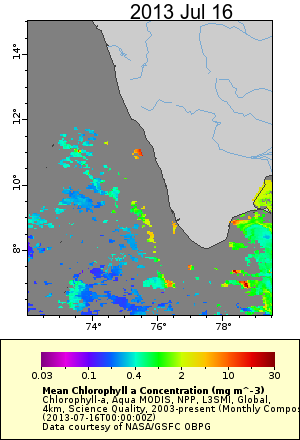 2013 Jul 16
14°
12°
10°
8°
74° 76° 78°
0.03 0.1 2 10 30
Mean Chlorophyll a Concentration (mg m^-3)
Chlorophyll-a, Aqua MODIS, NPP, L3SMI, Global,
4km, Science Quality, 2003-present (Monthly Compos
(2013-07-16T00:00:00Z)
Data courtesy of NASA/GSFC OBPG